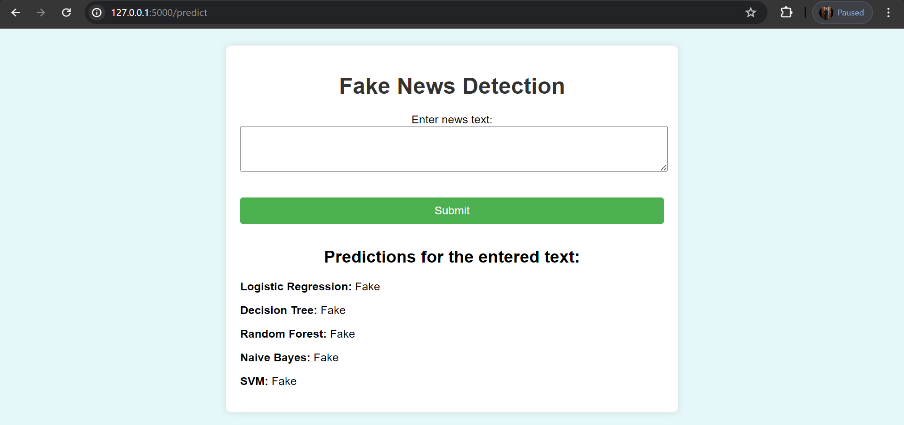 127.0.0.1:5000/predict
Paused
Fake News Detection
Enter news text:
Submit
Predictions for the entered text:
Logistic Regression: Fake
Decision Tree: Fake
Random Forest: Fake
Naive Bayes: Fake
SVM: Fake